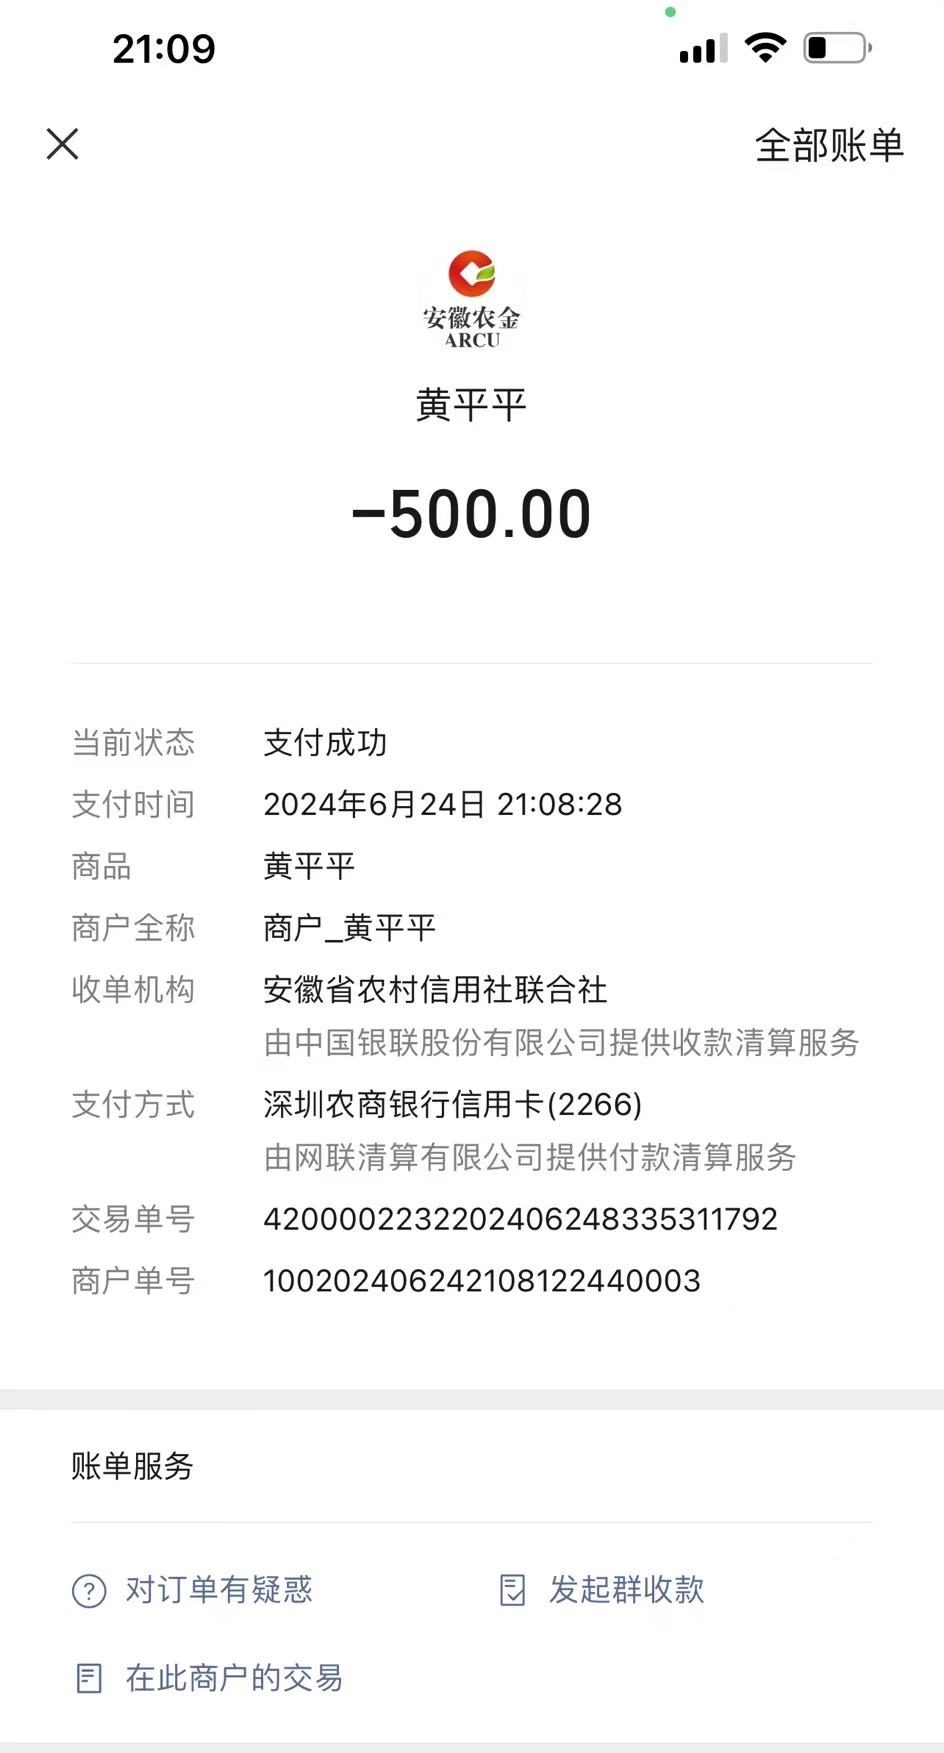 21:09
全部账单
安徽农金
ARCU
黄平平
-500.00
当前状态 支付成功
支付时间 2024年6月24日 21:08:28
商品 黄平平
商户全称 商户_黄平平
收单机构 安徽省农村信用社联合社
由中国银联股份有限公司提供收款清算服务
支付方式 深圳农商银行信用卡(2266)
由网联清算有限公司提供付款清算服务
交易单号 4200002232202406248335311792
商户单号 100202406242108122440003
账单服务
对订单有疑惑 发起群收款
在此商户的交易